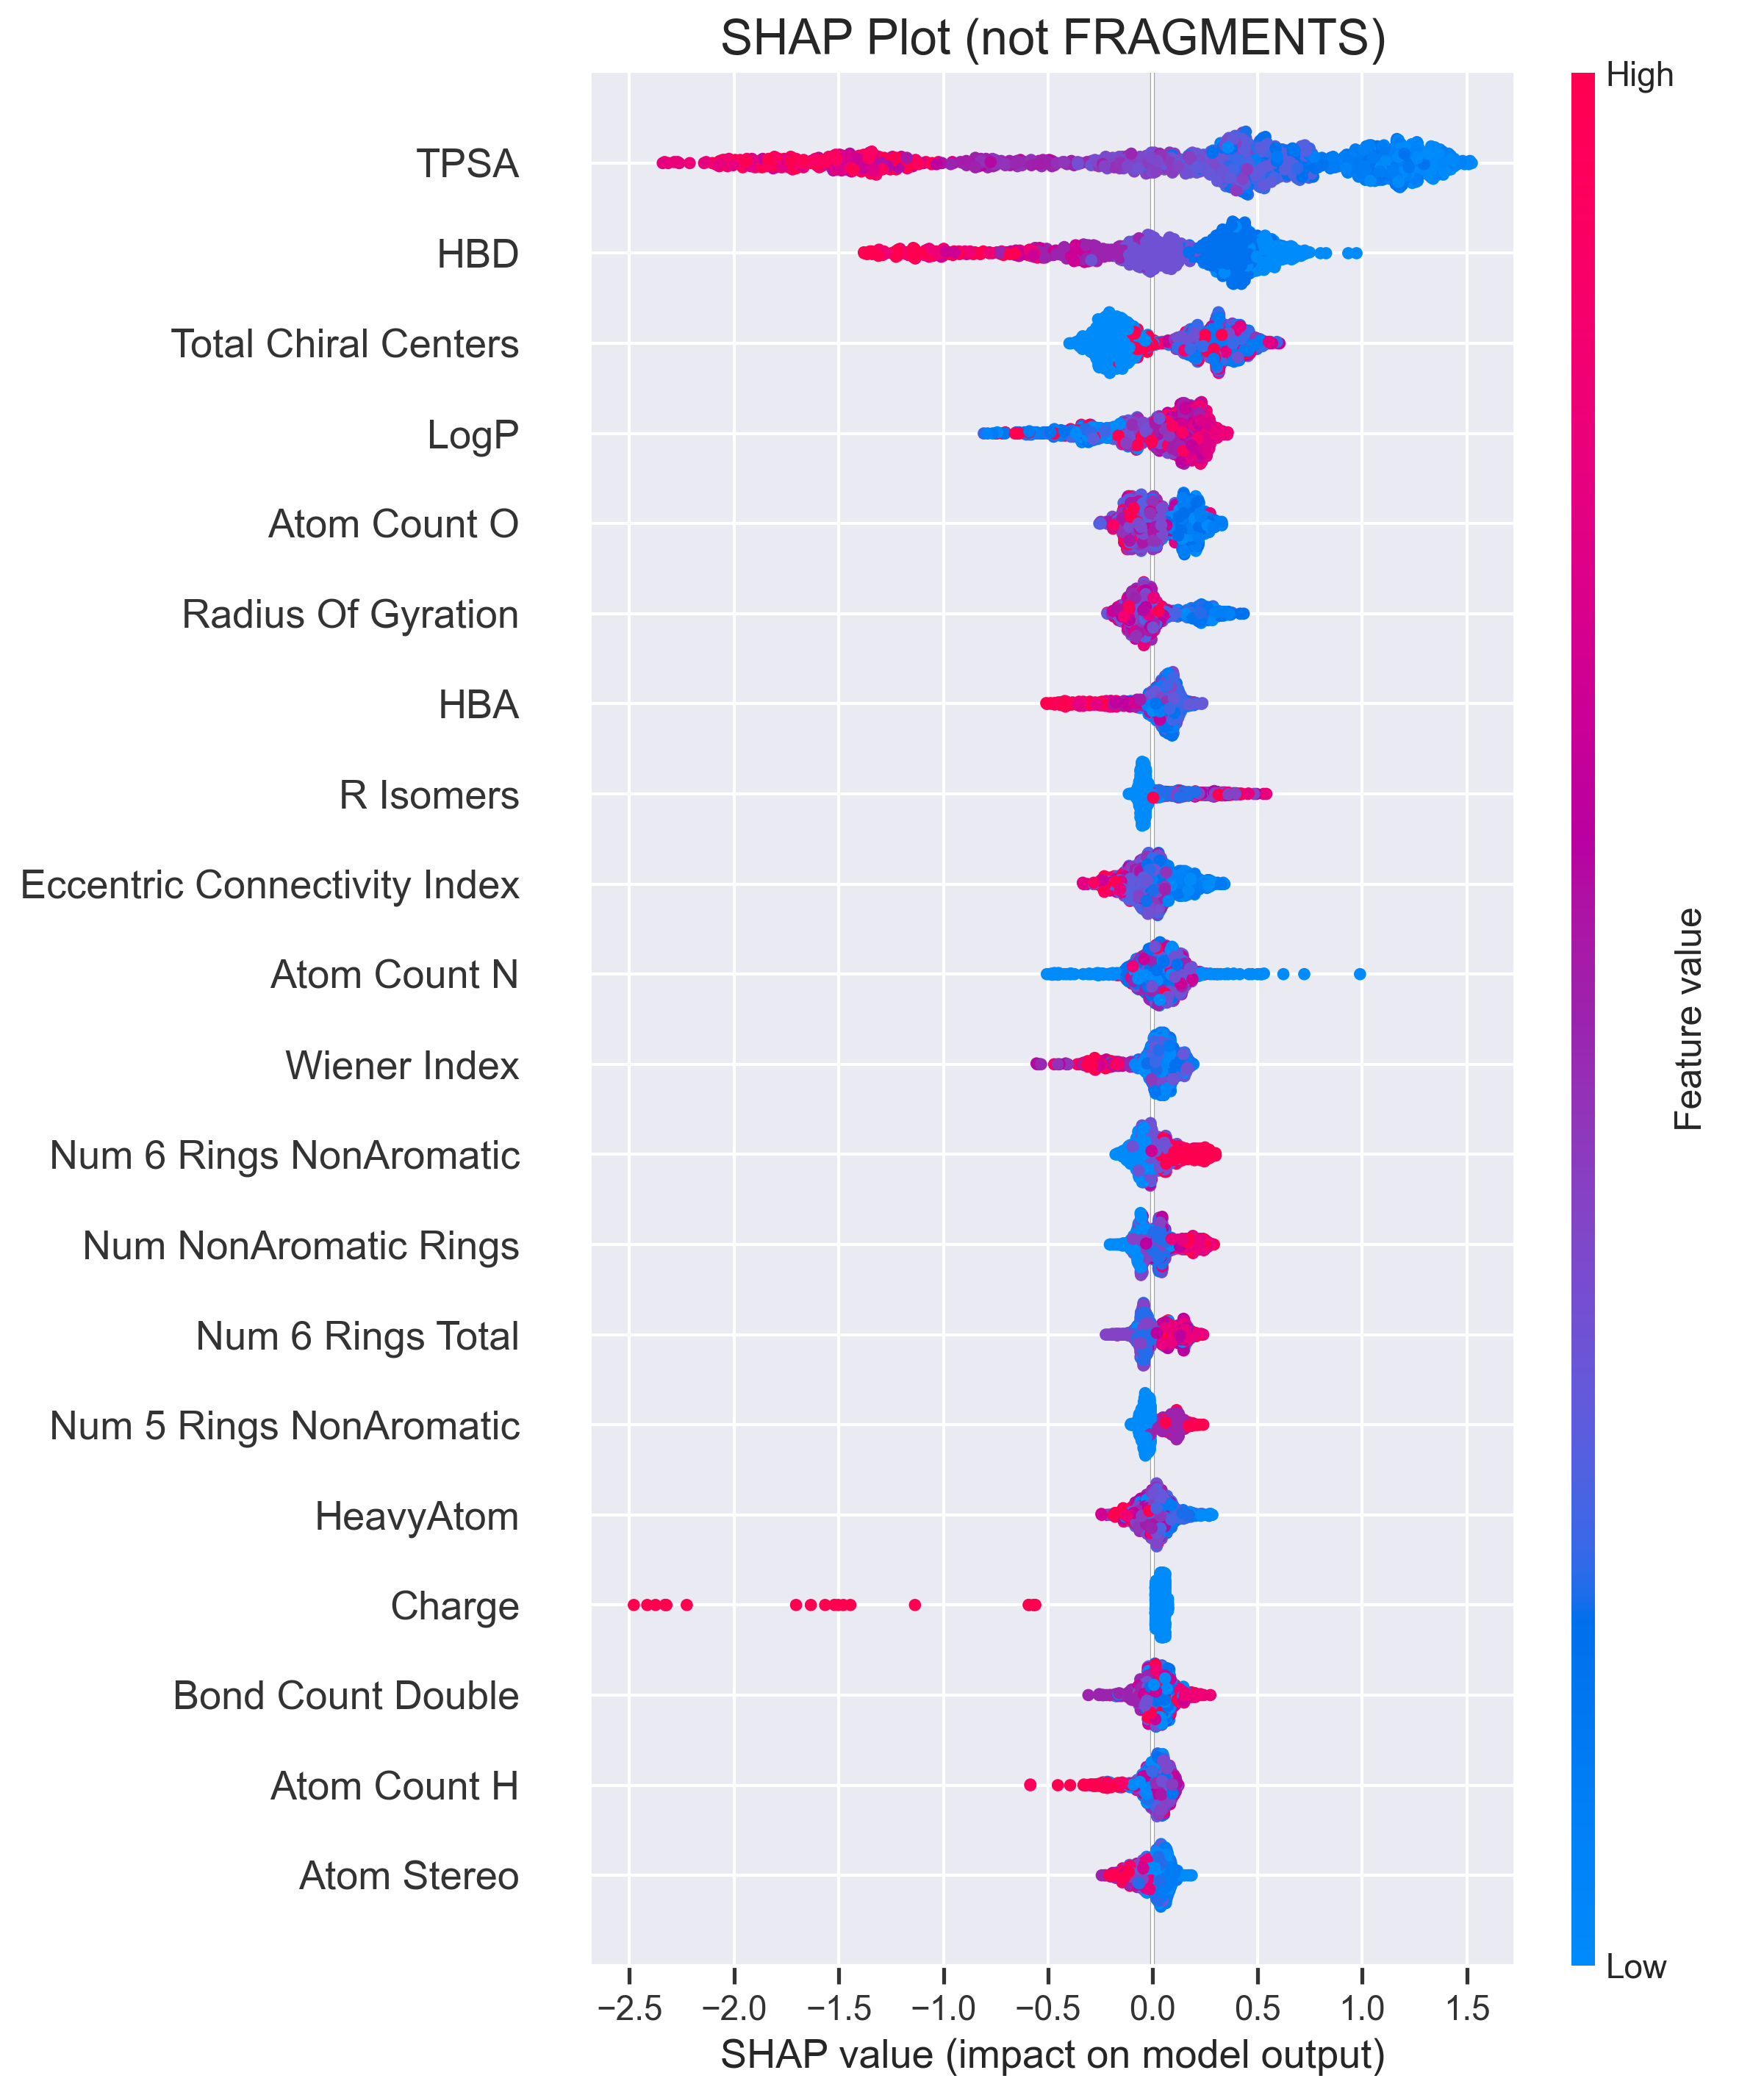 SHAP Plot (not FRAGMENTS)
High
TPSA
HBD
Total Chiral Centers
LogP
Atom Count O
Radius Of Gyration
HBA
R Isomers
Eccentric Connectivity Index
Atom Count N
Wiener Index
Num 6 Rings NonAromatic
Num NonAromatic Rings
Num 6 Rings Total
Num 5 Rings NonAromatic
HeavyAtom
Charge
Bond Count Double
Atom Count H
Atom Stereo
Feature value
Low
−2.5 −2.0 −1.5 −1.0 −0.5 0.0 0.5 1.0 1.5
SHAP value (impact on model output)